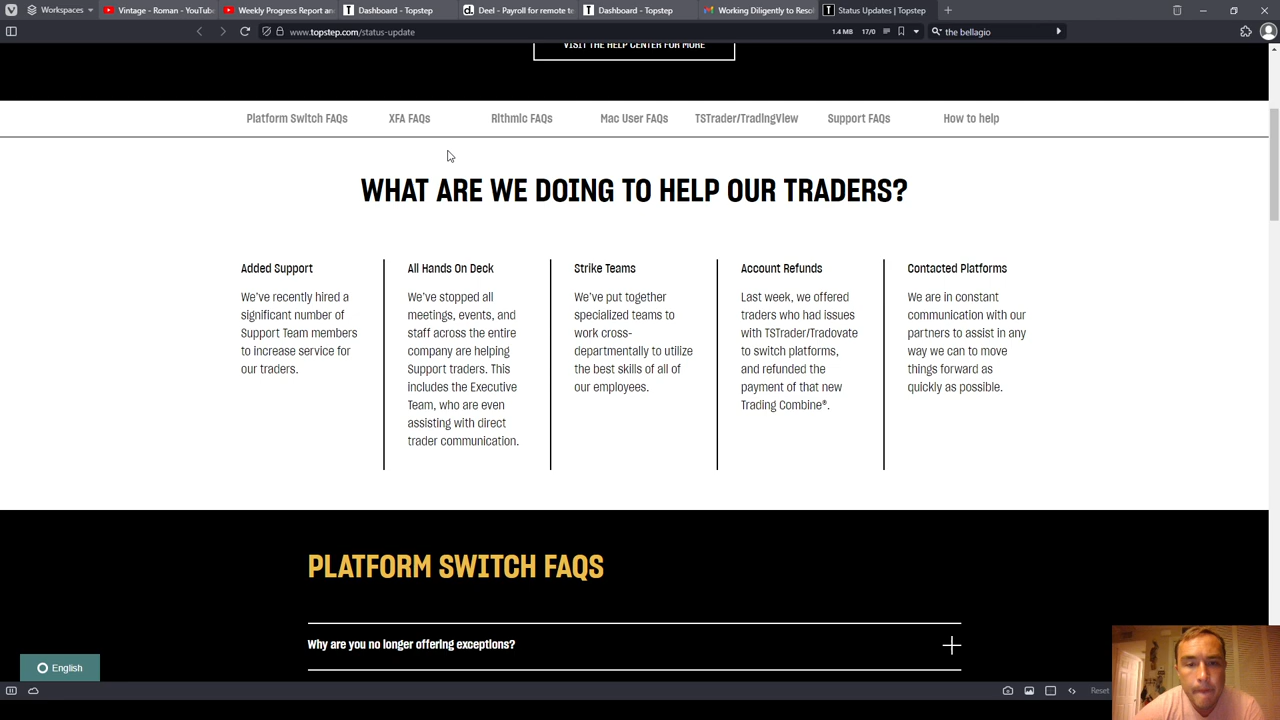 Workspaces
Vintage - Roman - YouTube
Weekly Progress Report and
Dashboard - Topstep
Deel - Payroll for remote te
Dashboard - Topstep
Working Diligently to Resol
Status Updates | Topstep
www.topstep.com/status-update
1.4 MB
17/0
the bellagio
VISIT THE HELP CENTER FOR MORE
Platform Switch FAQs
XFA FAQs
Rithmic FAQs
Mac User FAQs
TSTrader/TradingView
Support FAQs
How to help
WHAT ARE WE DOING TO HELP OUR TRADERS?
Added Support
We've recently hired a
significant number of
Support Team members
to increase service for
our traders.
All Hands On Deck
We've stopped all
meetings, events, and
staff across the entire
company are helping
Support traders. This
includes the Executive
Team, who are even
assisting with direct
trader communication.
Strike Teams
We've put together
specialized teams to
work cross-
departmentally to utilize
the best skills of all of
our employees.
Account Refunds
Last week, we offered
traders who had issues
with TSTrader/Tradovate
to switch platforms,
and refunded the
payment of that new
Trading Combine®.
Contacted Platforms
We are in constant
communication with our
partners to assist in any
way we can to move
things forward as
quickly as possible.
PLATFORM SWITCH FAQS
Why are you no longer offering exceptions?
English
Reset